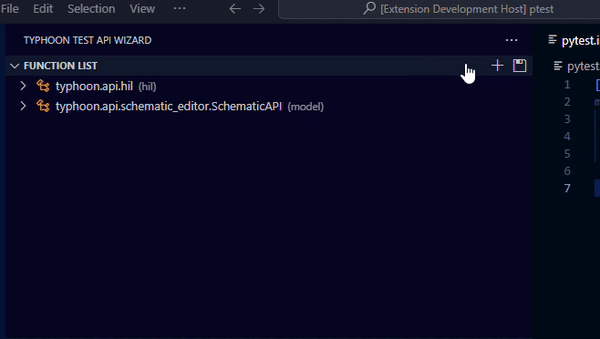 File Edit Selection View ··· ← → [Extension Development Host] ptest
TYPHOON TEST API WIZARD ···
FUNCTION LIST
typhoon.api.hil (hil)
typhoon.api.schematic_editor.SchematicAPI (model)
pytest.i
pytest.
1 [
2 m
3
4
5
6
7